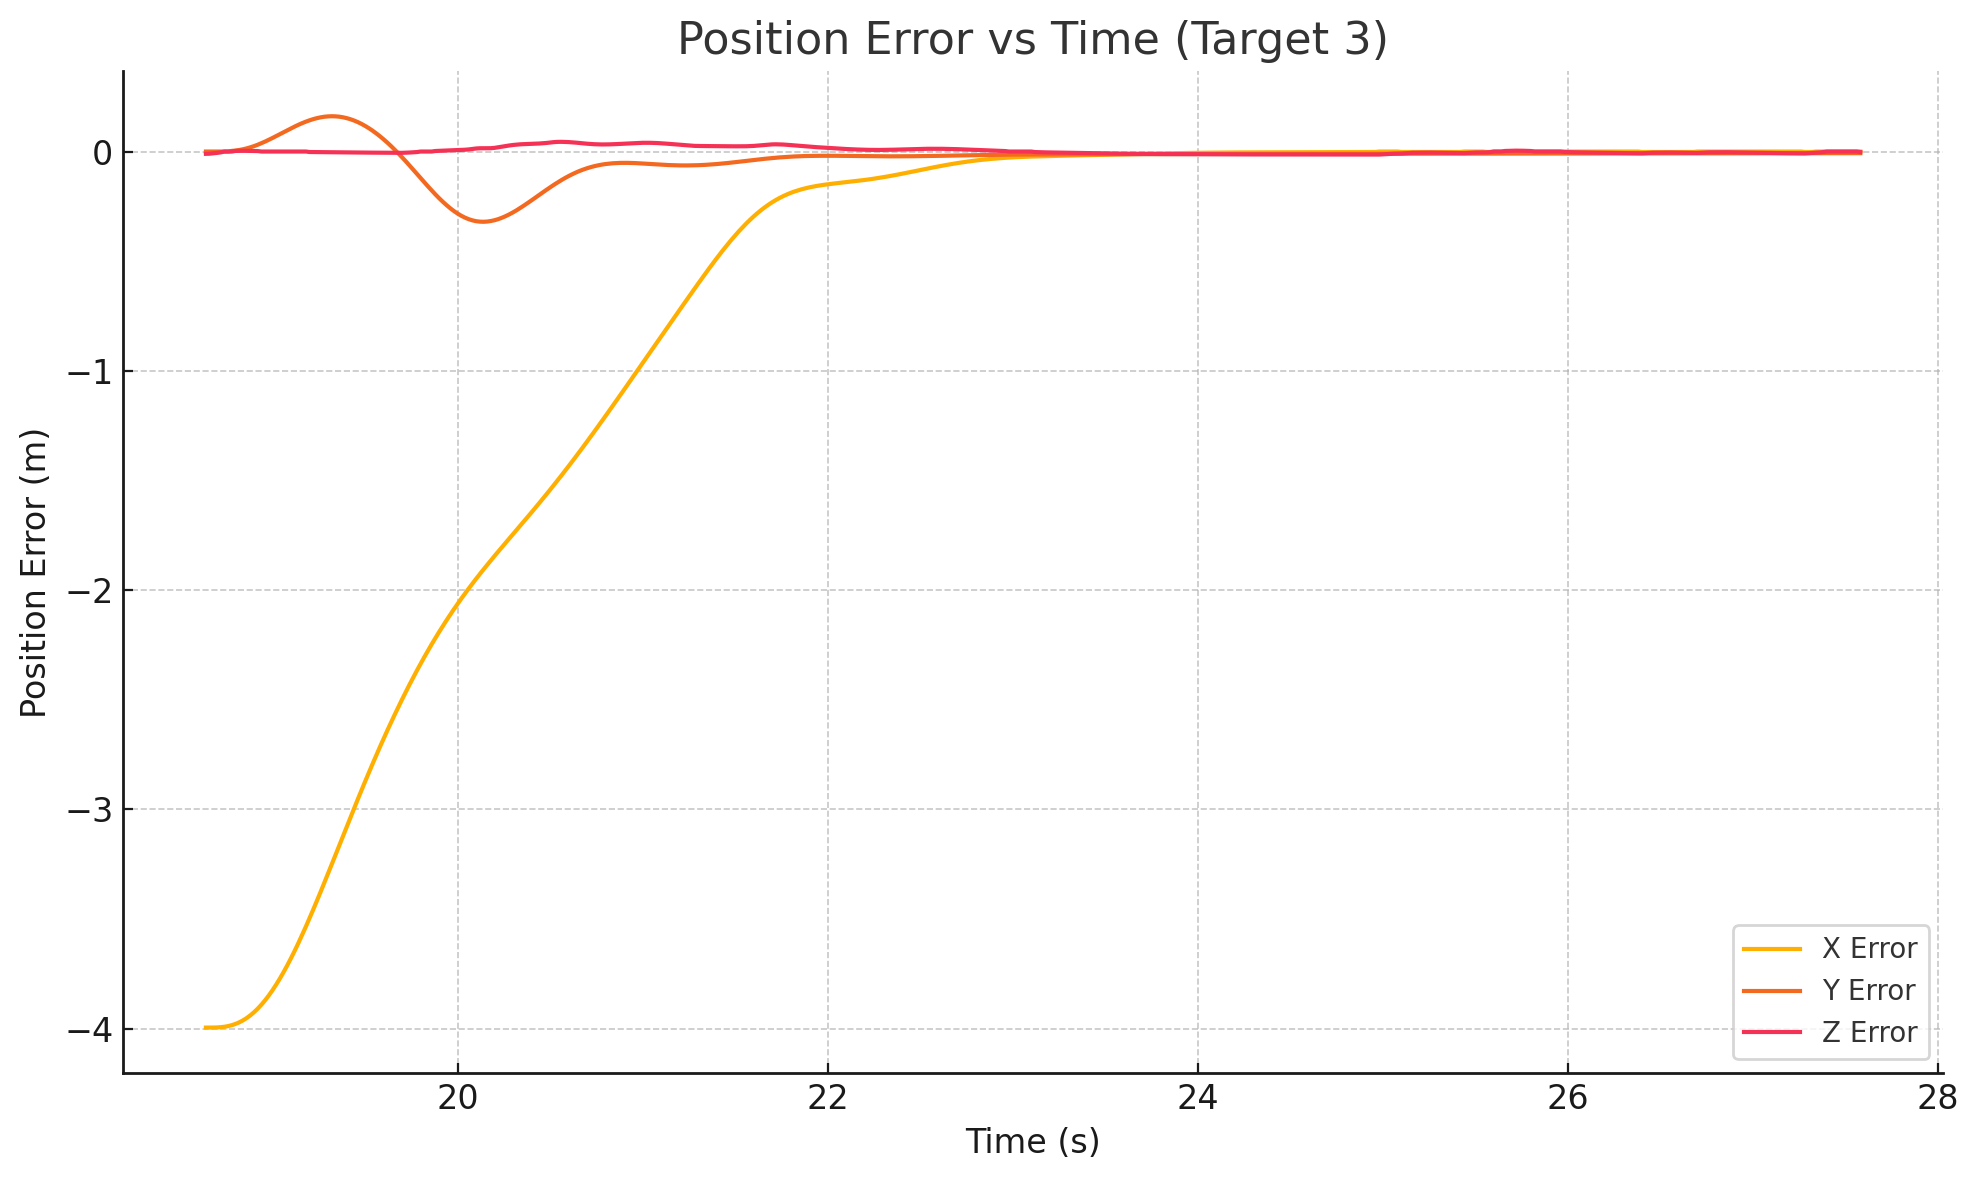 Position Error vs Time (Target 3)
Position Error (m)
0
−1
−2
−3
−4
20
22
24
26
28
Time (s)
X Error
Y Error
Z Error